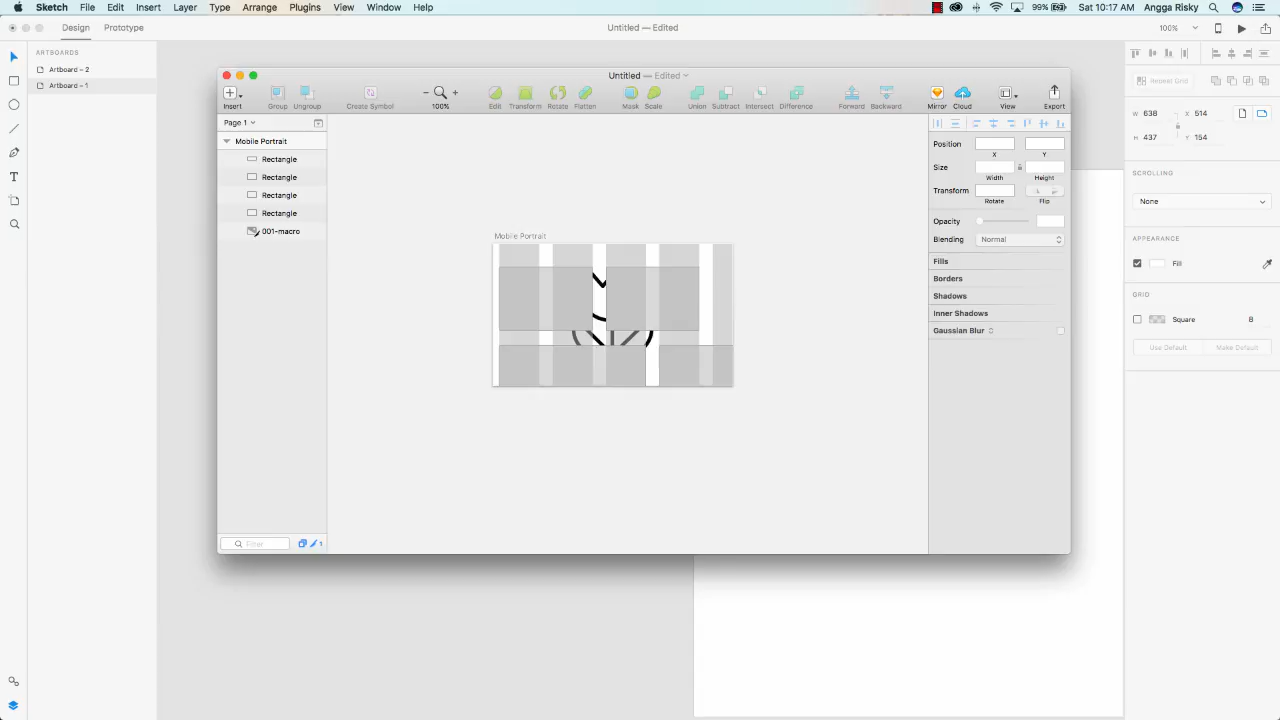 Sketch File Edit Insert Layer Type Arrange Plugins View Window Help 99% Sat 10:17 AM Angga Risky
Design Prototype Untitled — Edited 100%
ARTBOARDS
Artboard – 2
Artboard – 1
Untitled — Edited
Insert Group Ungroup Create Symbol 100% Edit Transform Rotate Flatten Mask Scale Union Subtract Intersect Difference Forward Backward Mirror Cloud View Export
Page 1
Mobile Portrait
Rectangle
Rectangle
Rectangle
Rectangle
001-macro
Filter
1
Mobile Portrait
Position
X Y
Size
Width Height
Transform
Rotate Flip
Opacity
Blending Normal
Fills
Borders
Shadows
Inner Shadows
Gaussian Blur
Repeat Grid
W 638 X 514
H 437 Y 154
SCROLLING
None
APPEARANCE
Fill
GRID
Square 8
Use Default Make Default